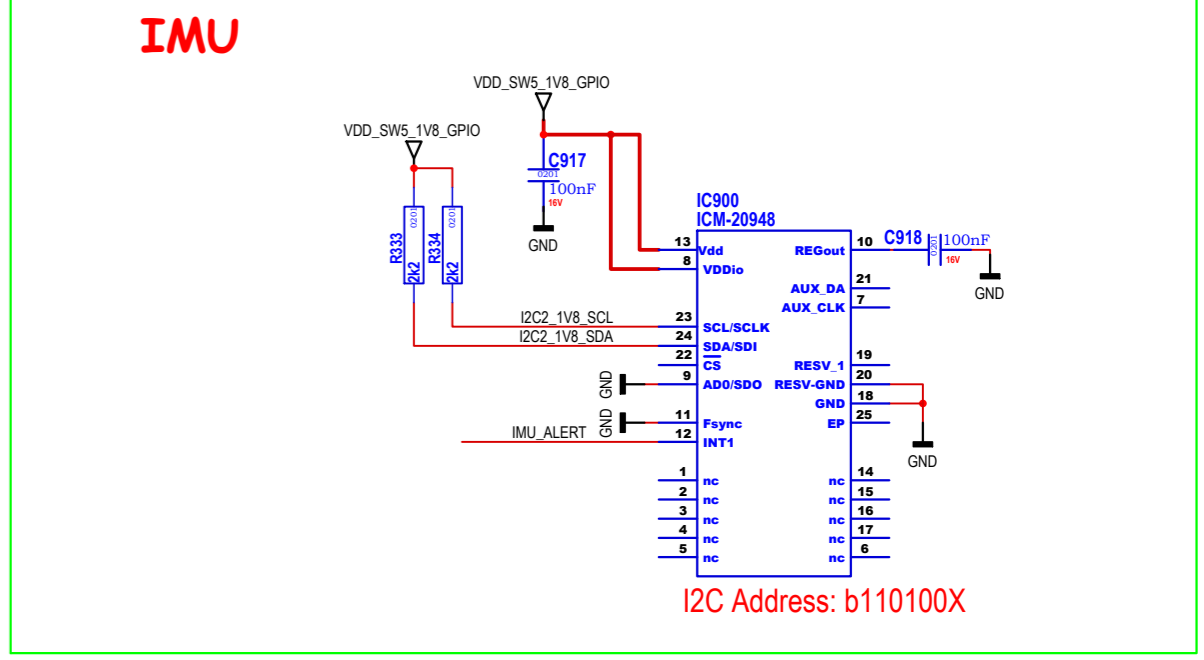 IMU
VDD_SW5_1V8_GPIO
VDD_SW5_1V8_GPIO
C917
0201
100nF
16V
GND
R333
0201
2k2
R334
0201
2k2
IC900
ICM-20948
13 Vdd
8 VDDio
I2C2_1V8_SCL 23 SCL/SCLK
I2C2_1V8_SDA 24 SDA/SDI
22 CS
GND 9 AD0/SDO
GND 11 Fsync
IMU_ALERT 12 INT1
1 nc
2 nc
3 nc
4 nc
5 nc
REGout 10
C918
0201
100nF
16V
GND
AUX_DA 21
AUX_CLK 7
RESV_1 19
RESV-GND 20
GND 18
EP 25
GND
nc 14
nc 15
nc 16
nc 17
nc 6
I2C Address: b110100X